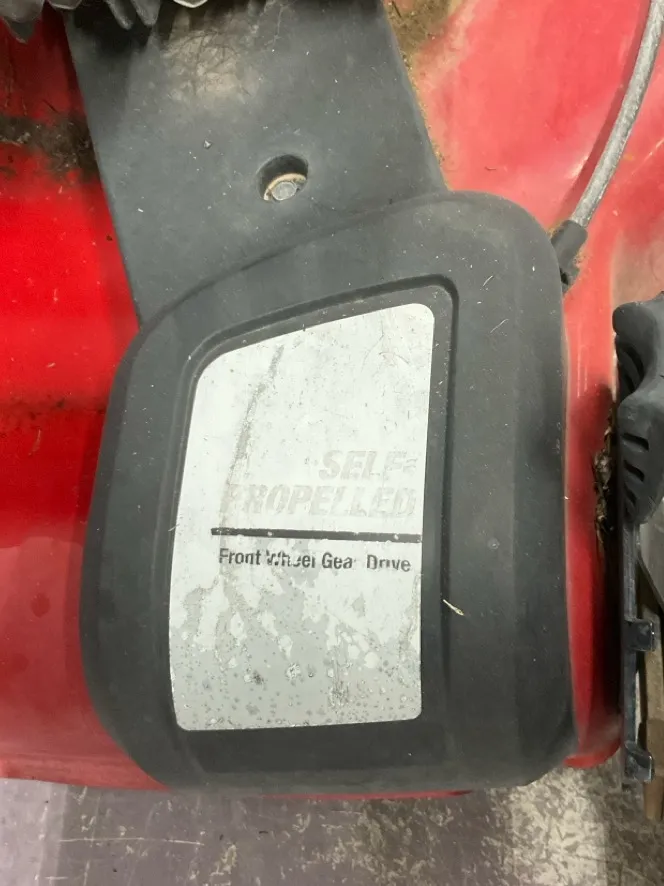 SELF-
PROPELLED
Front Wheel Gear Drive